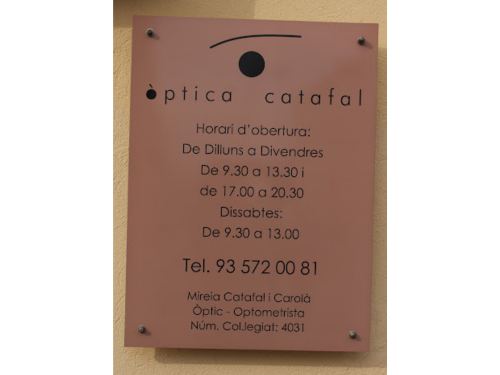 òptica catafal
Horari d'obertura:
De Dilluns a Divendres
De 9.30 a 13.30 i
de 17.00 a 20.30
Dissabtes:
De 9.30 a 13.00
Tel. 93 572 00 81
Mireia Catafal i Carolà
Òptic - Optometrista
Núm. Col.legiat: 4031